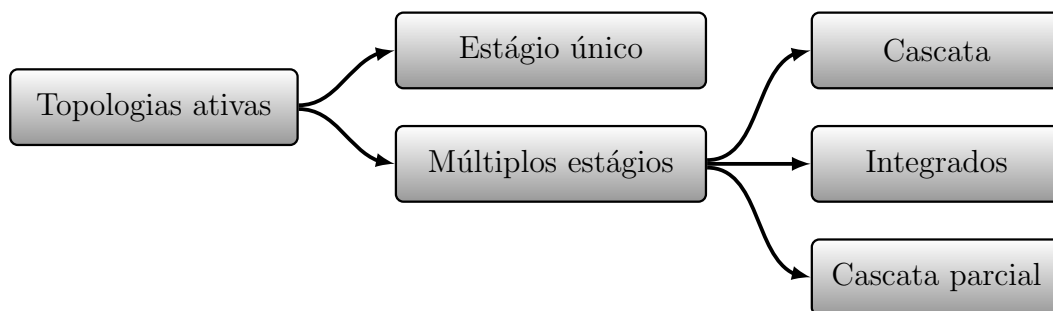 Topologias ativas
Estágio único
Múltiplos estágios
Cascata
Integrados
Cascata parcial